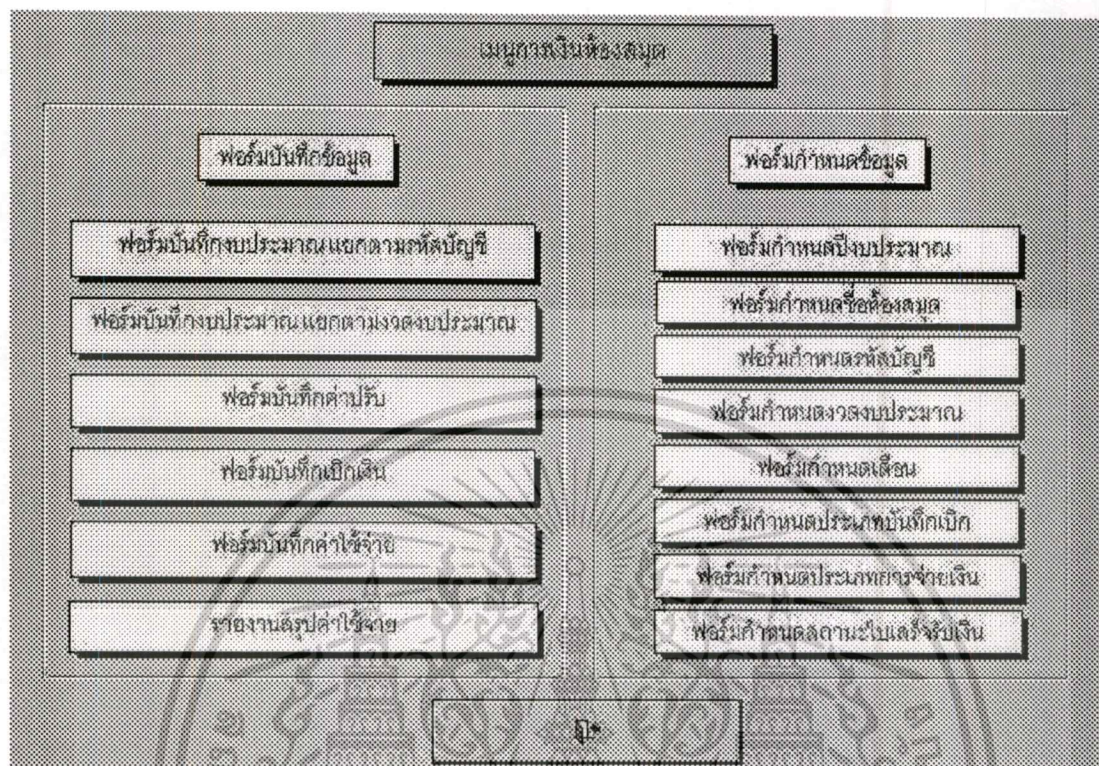 เมนูการเงินห้องสมุด
ฟอร์มบันทึกข้อมูล
ฟอร์มบันทึกงบประมาณแยกตามรหัสบัญชี
ฟอร์มบันทึกงบประมาณแยกตามงวดงบประมาณ
ฟอร์มบันทึกค่าปรับ
ฟอร์มบันทึกเบิกเงิน
ฟอร์มบันทึกค่าใช้จ่าย
รายงานสรุปค่าใช้จ่าย
ฟอร์มกำหนดข้อมูล
ฟอร์มกำหนดปีงบประมาณ
ฟอร์มกำหนดชื่อห้องสมุด
ฟอร์มกำหนดรหัสบัญชี
ฟอร์มกำหนดงวดงบประมาณ
ฟอร์มกำหนดเดือน
ฟอร์มกำหนดประเภทบันทึกเบิก
ฟอร์มกำหนดประเภทการจ่ายเงิน
ฟอร์มกำหนดสถานะใบเสร็จรับเงิน